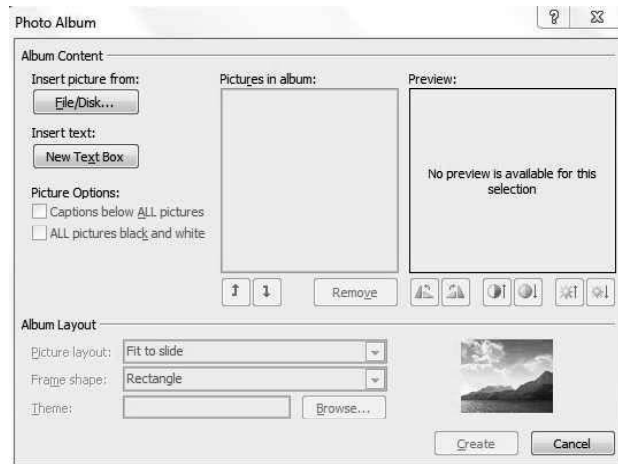 Photo Album
Album Content
Insert picture from:
File/Disk...
Insert text:
New Text Box
Picture Options:
Captions below ALL pictures
ALL pictures black and white
Pictures in album:
Remove
Preview:
No preview is available for this
selection
Album Layout
Picture layout: Fit to slide
Frame shape: Rectangle
Theme: Browse...
Create Cancel